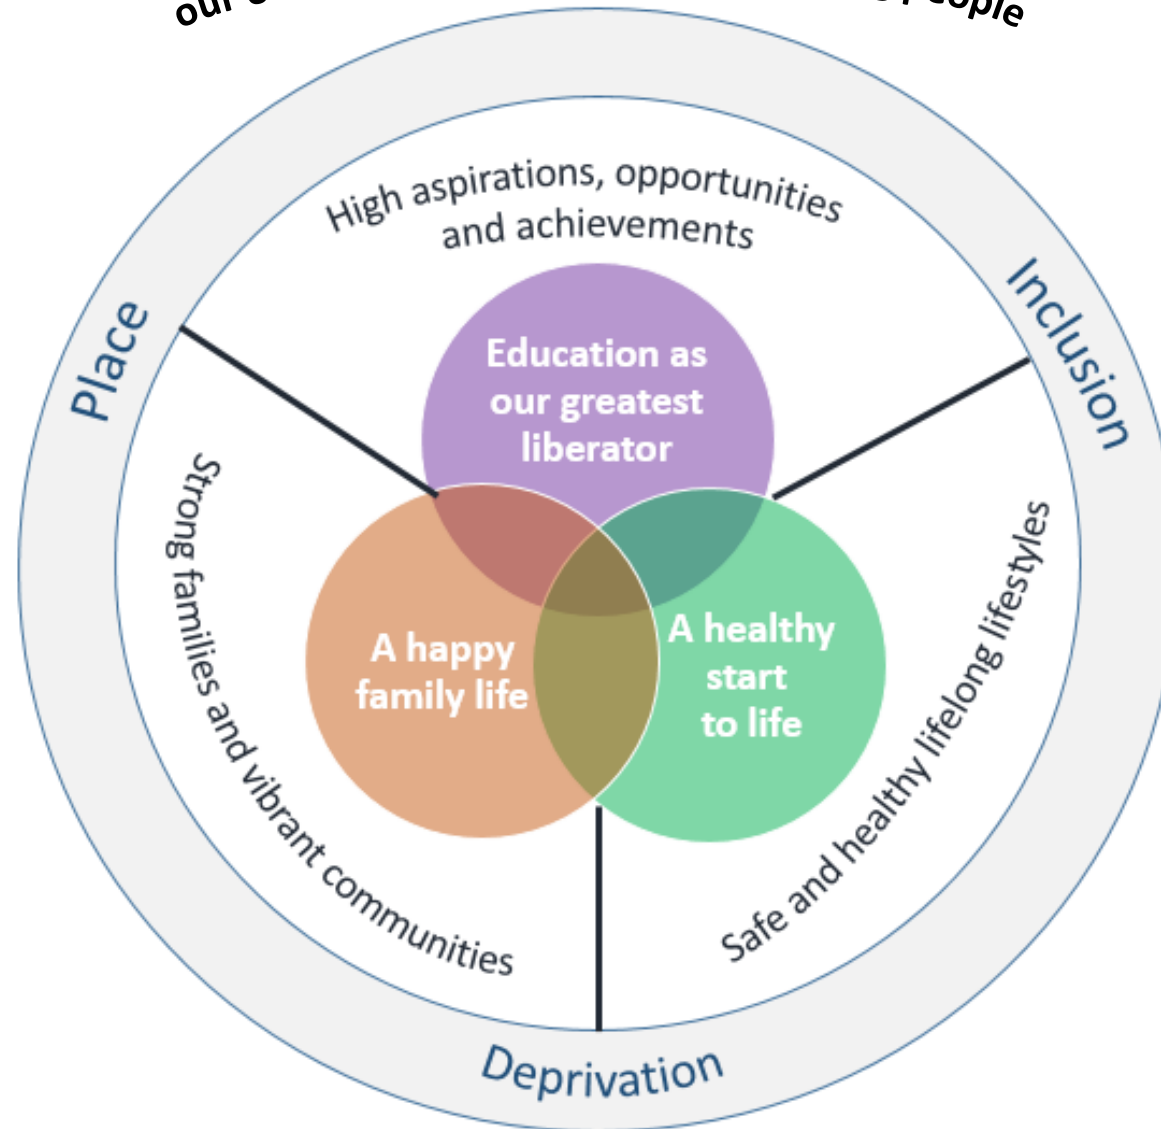 our
High aspirations, opportunities
and achievements
Place
Inclusion
Education as
our greatest
liberator
A happy
family life
A healthy
start
to life
Strong families and vibrant communities
Safe and healthy lifelong lifestyles
Deprivation